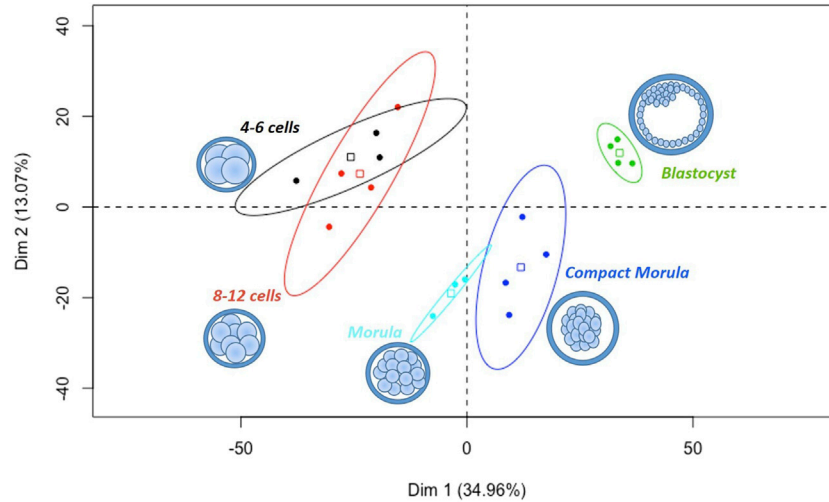 40
20
0
-20
-40
Dim 2 (13.07%)
4-6 cells
Blastocyst
8-12 cells
Morula
Compact Morula
-50
0
50
Dim 1 (34.96%)